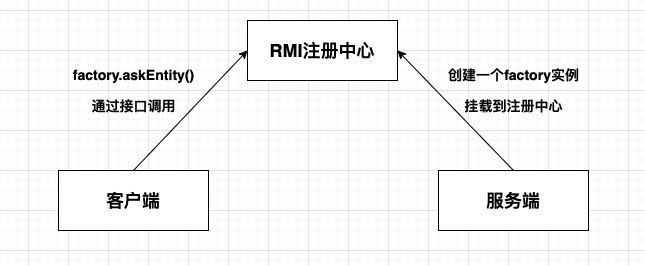 RMI注册中心
factory.askEntity()
通过接口调用
创建一个factory实例
挂载到注册中心
客户端
服务端